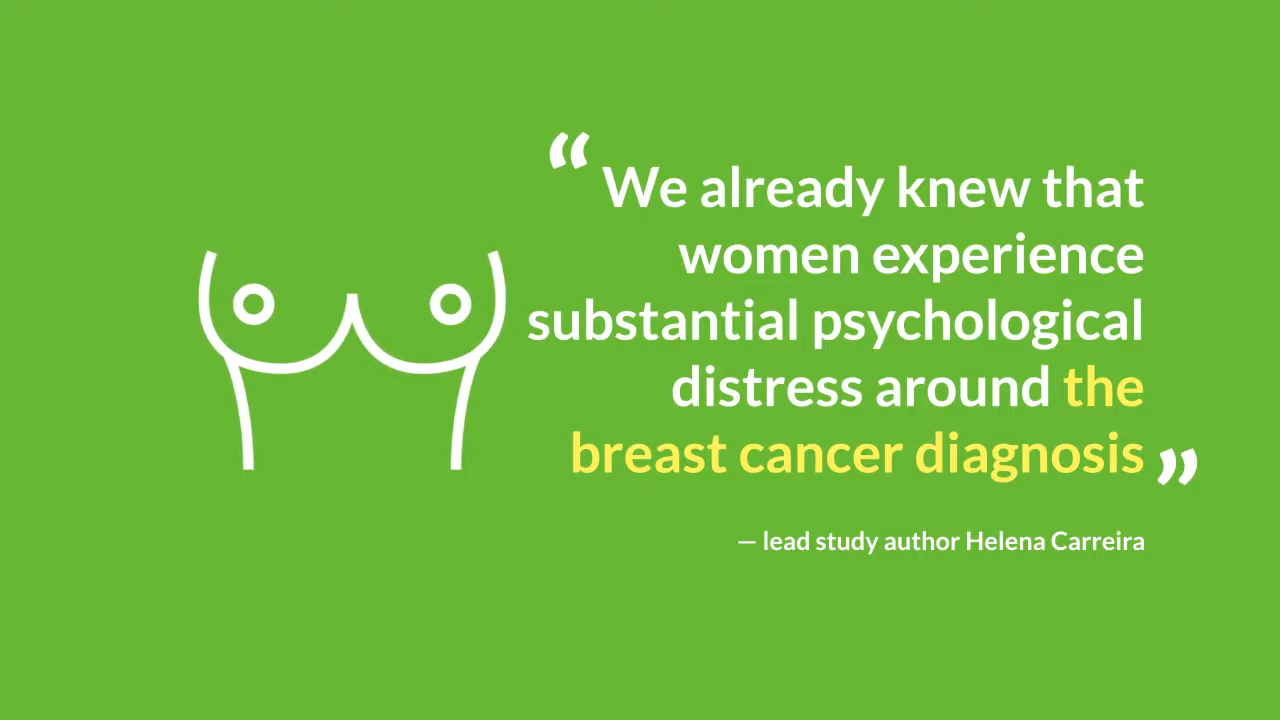 “We already knew that
women experience
substantial psychological
distress around the
breast cancer diagnosis”
— lead study author Helena Carreira